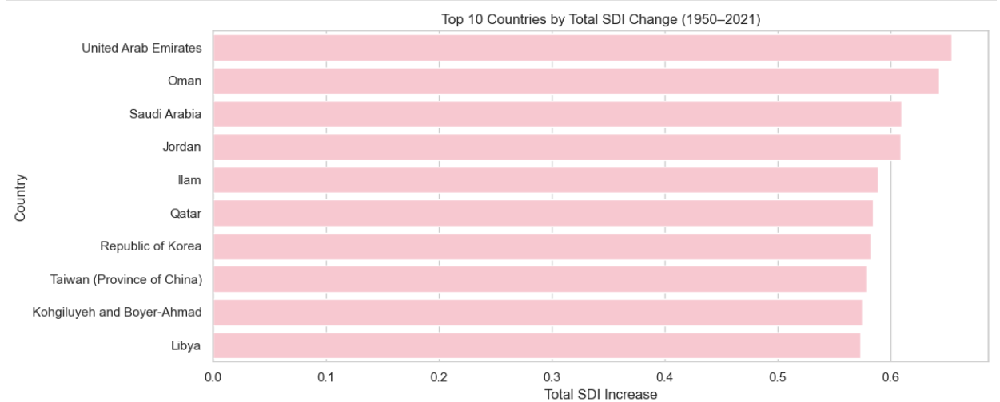 Top 10 Countries by Total SDI Change (1950–2021)
United Arab Emirates
Oman
Saudi Arabia
Jordan
Ilam
Qatar
Republic of Korea
Taiwan (Province of China)
Kohgiluyeh and Boyer-Ahmad
Libya
Country
0.0 0.1 0.2 0.3 0.4 0.5 0.6
Total SDI Increase